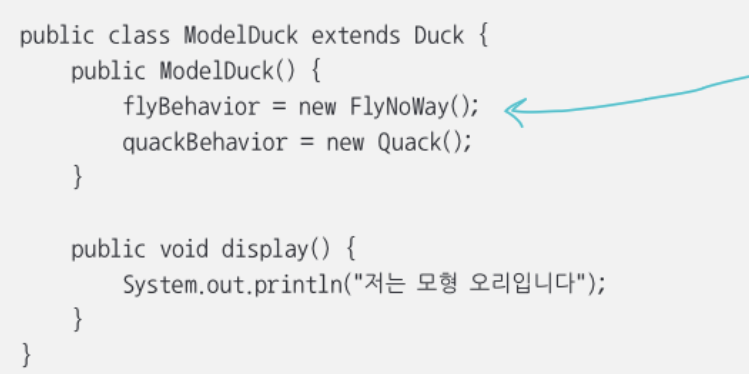 public class ModelDuck extends Duck {
    public ModelDuck() {
        flyBehavior = new FlyNoWay();
        quackBehavior = new Quack();
    }

    public void display() {
        System.out.println("저는 모형 오리입니다");
    }
}